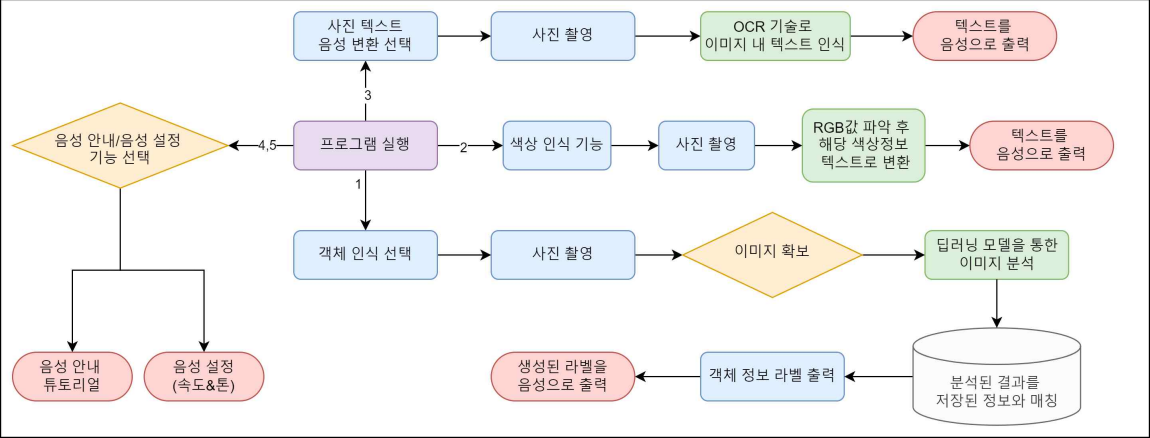 사진 텍스트
음성 변환 선택
사진 촬영
OCR 기술로
이미지 내 텍스트 인식
텍스트를
음성으로 출력
3
음성 안내/음성 설정
기능 선택
4,5
프로그램 실행
2
색상 인식 기능
사진 촬영
RGB값 파악 후
해당 색상정보
텍스트로 변환
텍스트를
음성으로 출력
1
객체 인식 선택
사진 촬영
이미지 확보
딥러닝 모델을 통한
이미지 분석
음성 안내
튜토리얼
음성 설정
(속도&톤)
생성된 라벨을
음성으로 출력
객체 정보 라벨 출력
분석된 결과를
저장된 정보와 매칭